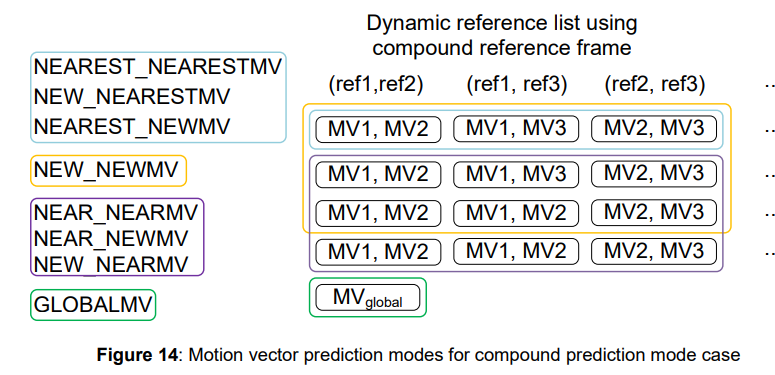 Dynamic reference list using
compound reference frame
NEAREST_NEARESTMV
NEW_NEARESTMV
NEAREST_NEWMV
(ref1,ref2) (ref1, ref3) (ref2, ref3) ..
MV1, MV2 MV1, MV3 MV2, MV3 ..
NEW_NEWMV
MV1, MV2 MV1, MV3 MV2, MV3 ..
NEAR_NEARMV
NEAR_NEWMV
NEW_NEARMV
MV1, MV2 MV1, MV2 MV2, MV3 ..
MV1, MV2 MV1, MV2 MV2, MV3 ..
GLOBALMV
MVglobal
Figure 14: Motion vector prediction modes for compound prediction mode case